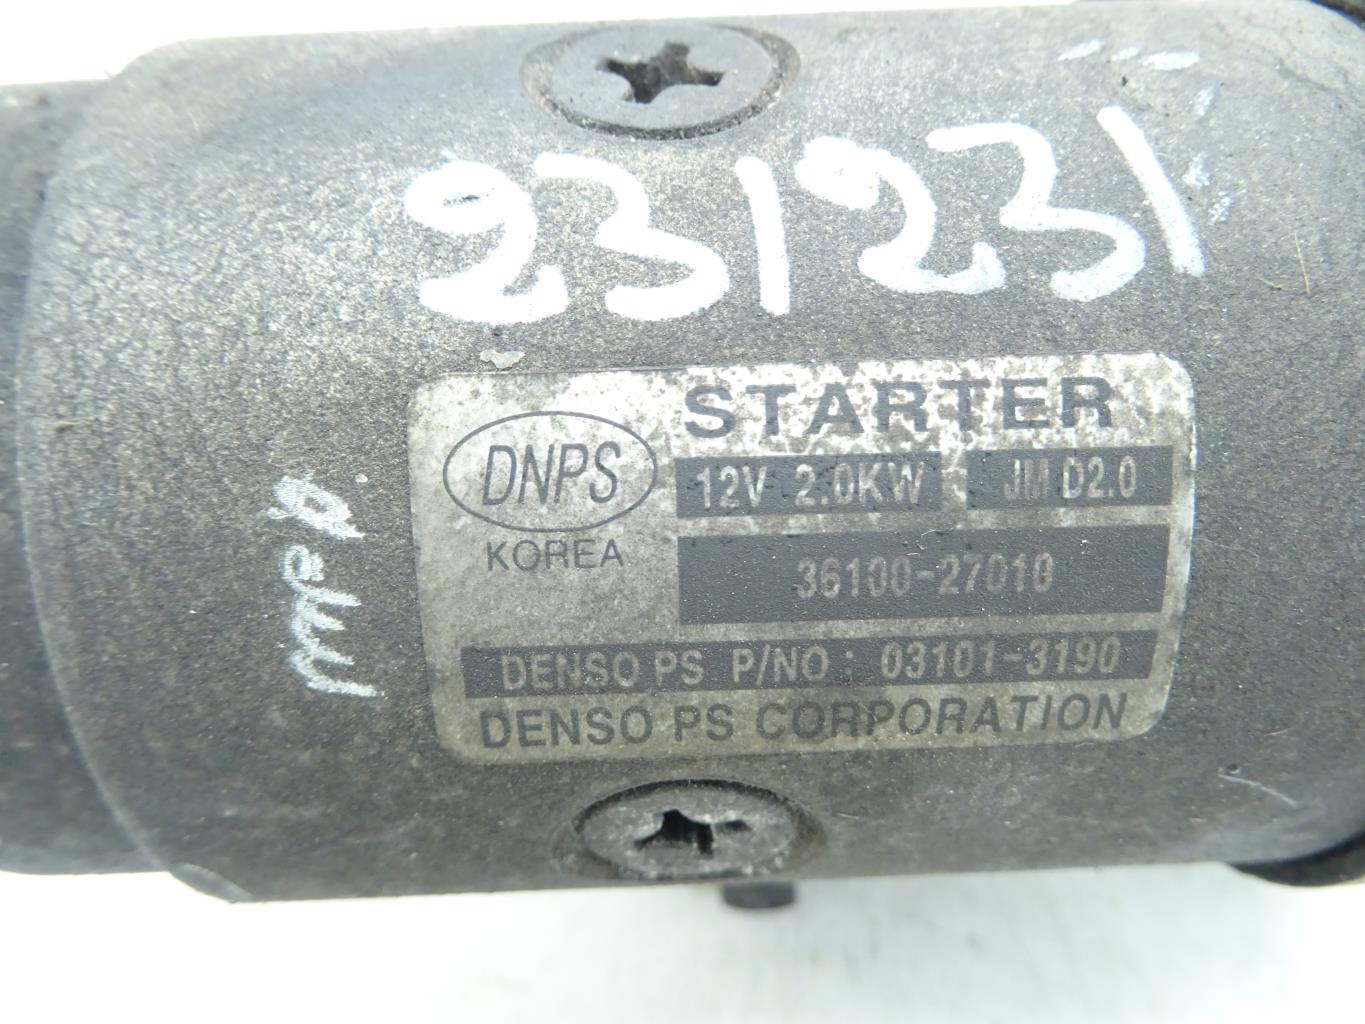 2312231
STARTER
DNPS
KOREA
12V 2.0KW
JM D2.0
36100-27010
DENSO PS P/NO : 03101-3190
DENSO PS CORPORATION